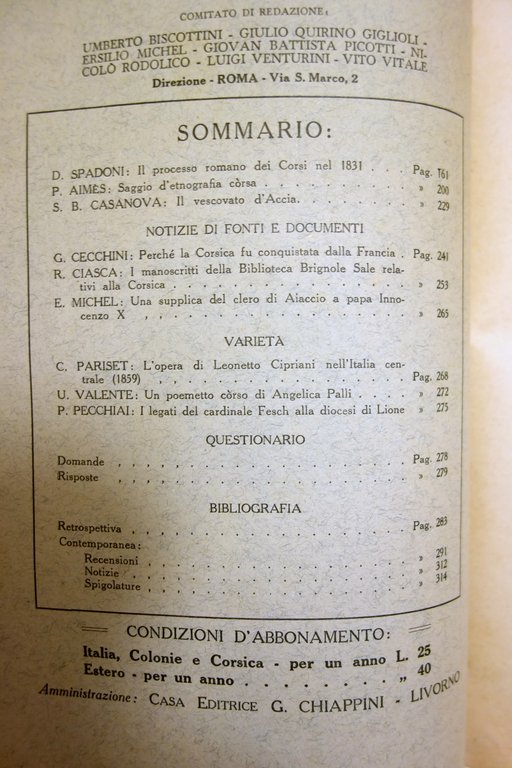 COMITATO DI REDAZIONE:
UMBERTO BISCOTTINI - GIULIO QUIRINO GIGLIOLI -
ERSILIO MICHEL - GIOVAN BATTISTA PICOTTI - NI-
COLÒ RODOLICO - LUIGI VENTURINI - VITO VITALE
Direzione - ROMA - Via S. Marco, 2
SOMMARIO:
D. SPADONI: Il processo romano dei Corsi nel 1831 . . . Pag. 161
P. AIMÈS: Saggio d'etnografia còrsa . . . . . . . . » 200
S. B. CASANOVA: Il vescovato d'Accia. . . . . . . . » 229
NOTIZIE DI FONTI E DOCUMENTI
G. CECCHINI: Perché la Corsica fu conquistata dalla Francia . Pag. 241
R. CIASCA: I manoscritti della Biblioteca Brignole Sale rela-
tivi alla Corsica . . . . . . . . . . . . . . » 253
E. MICHEL: Una supplica del clero di Aiaccio a papa Inno-
cenzo X , . . . . . . . . . . . . . . . » 265
VARIETÀ
C. PARISET: L'opera di Leonetto Cipriani nell'Italia cen-
trale (1859) . . . . . . . . . . . . . . . Pag. 268
U. VALENTE: Un poemetto còrso di Angelica Palli . . . . » 272
P. PECCHIAI: I legati del cardinale Fesch alla diocesi di Lione » 275
QUESTIONARIO
Domande , . . . . . . . . . . . . . . . . Pag. 278
Risposte . . . . . . . . . . . . . . . . . » 279
BIBLIOGRAFIA
Retrospettiva . . . . . . . . . . . . . . . . Pag. 283
Contemporanea:
Recensioni . . . . . . . . . . . . . . . » 291
Notizie . . . . . . . . . . . . . . . . » 312
Spigolature . . . . . . . . . . . . . . . » 314
CONDIZIONI D'ABBONAMENTO:
Italia, Colonie e Corsica - per un anno L. 25
Estero - per un anno . . . . . . . . „ 40
Amministrazione: CASA EDITRICE G. CHIAPPINI - LIVORNO